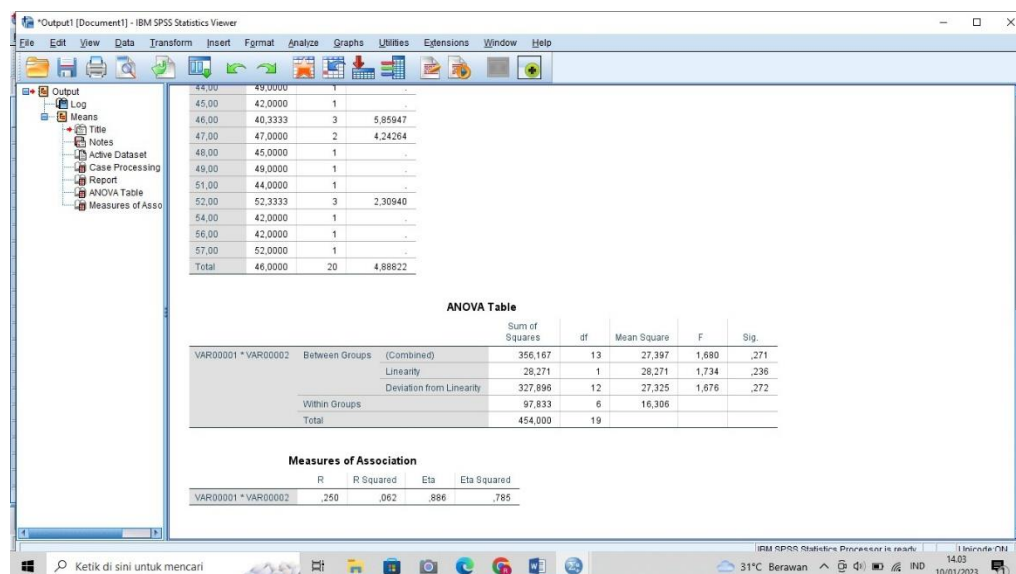 *Output1 [Document1] - IBM SPSS Statistics Viewer
File Edit View Data Transform Insert Format Analyze Graphs Utilities Extensions Window Help
Output
Log
Means
Title
Notes
Active Dataset
Case Processing
Report
ANOVA Table
Measures of Asso
44,00 49,0000 1 .
45,00 42,0000 1 .
46,00 40,3333 3 5,85947
47,00 47,0000 2 4,24264
48,00 45,0000 1 .
49,00 49,0000 1 .
51,00 44,0000 1 .
52,00 52,3333 3 2,30940
54,00 42,0000 1 .
56,00 42,0000 1 .
57,00 52,0000 1 .
Total 46,0000 20 4,88822
ANOVA Table
Sum of Squares df Mean Square F Sig.
VAR00001 * VAR00002 Between Groups (Combined) 356,167 13 27,397 1,680 ,271
Linearity 28,271 1 28,271 1,734 ,236
Deviation from Linearity 327,896 12 27,325 1,676 ,272
Within Groups 97,833 6 16,306
Total 454,000 19
Measures of Association
R R Squared Eta Eta Squared
VAR00001 * VAR00002 ,250 ,062 ,886 ,785
IBM SPSS Statistics Processor is ready Unicode:ON
Ketik di sini untuk mencari
31°C Berawan IND 14.03
10/01/2023